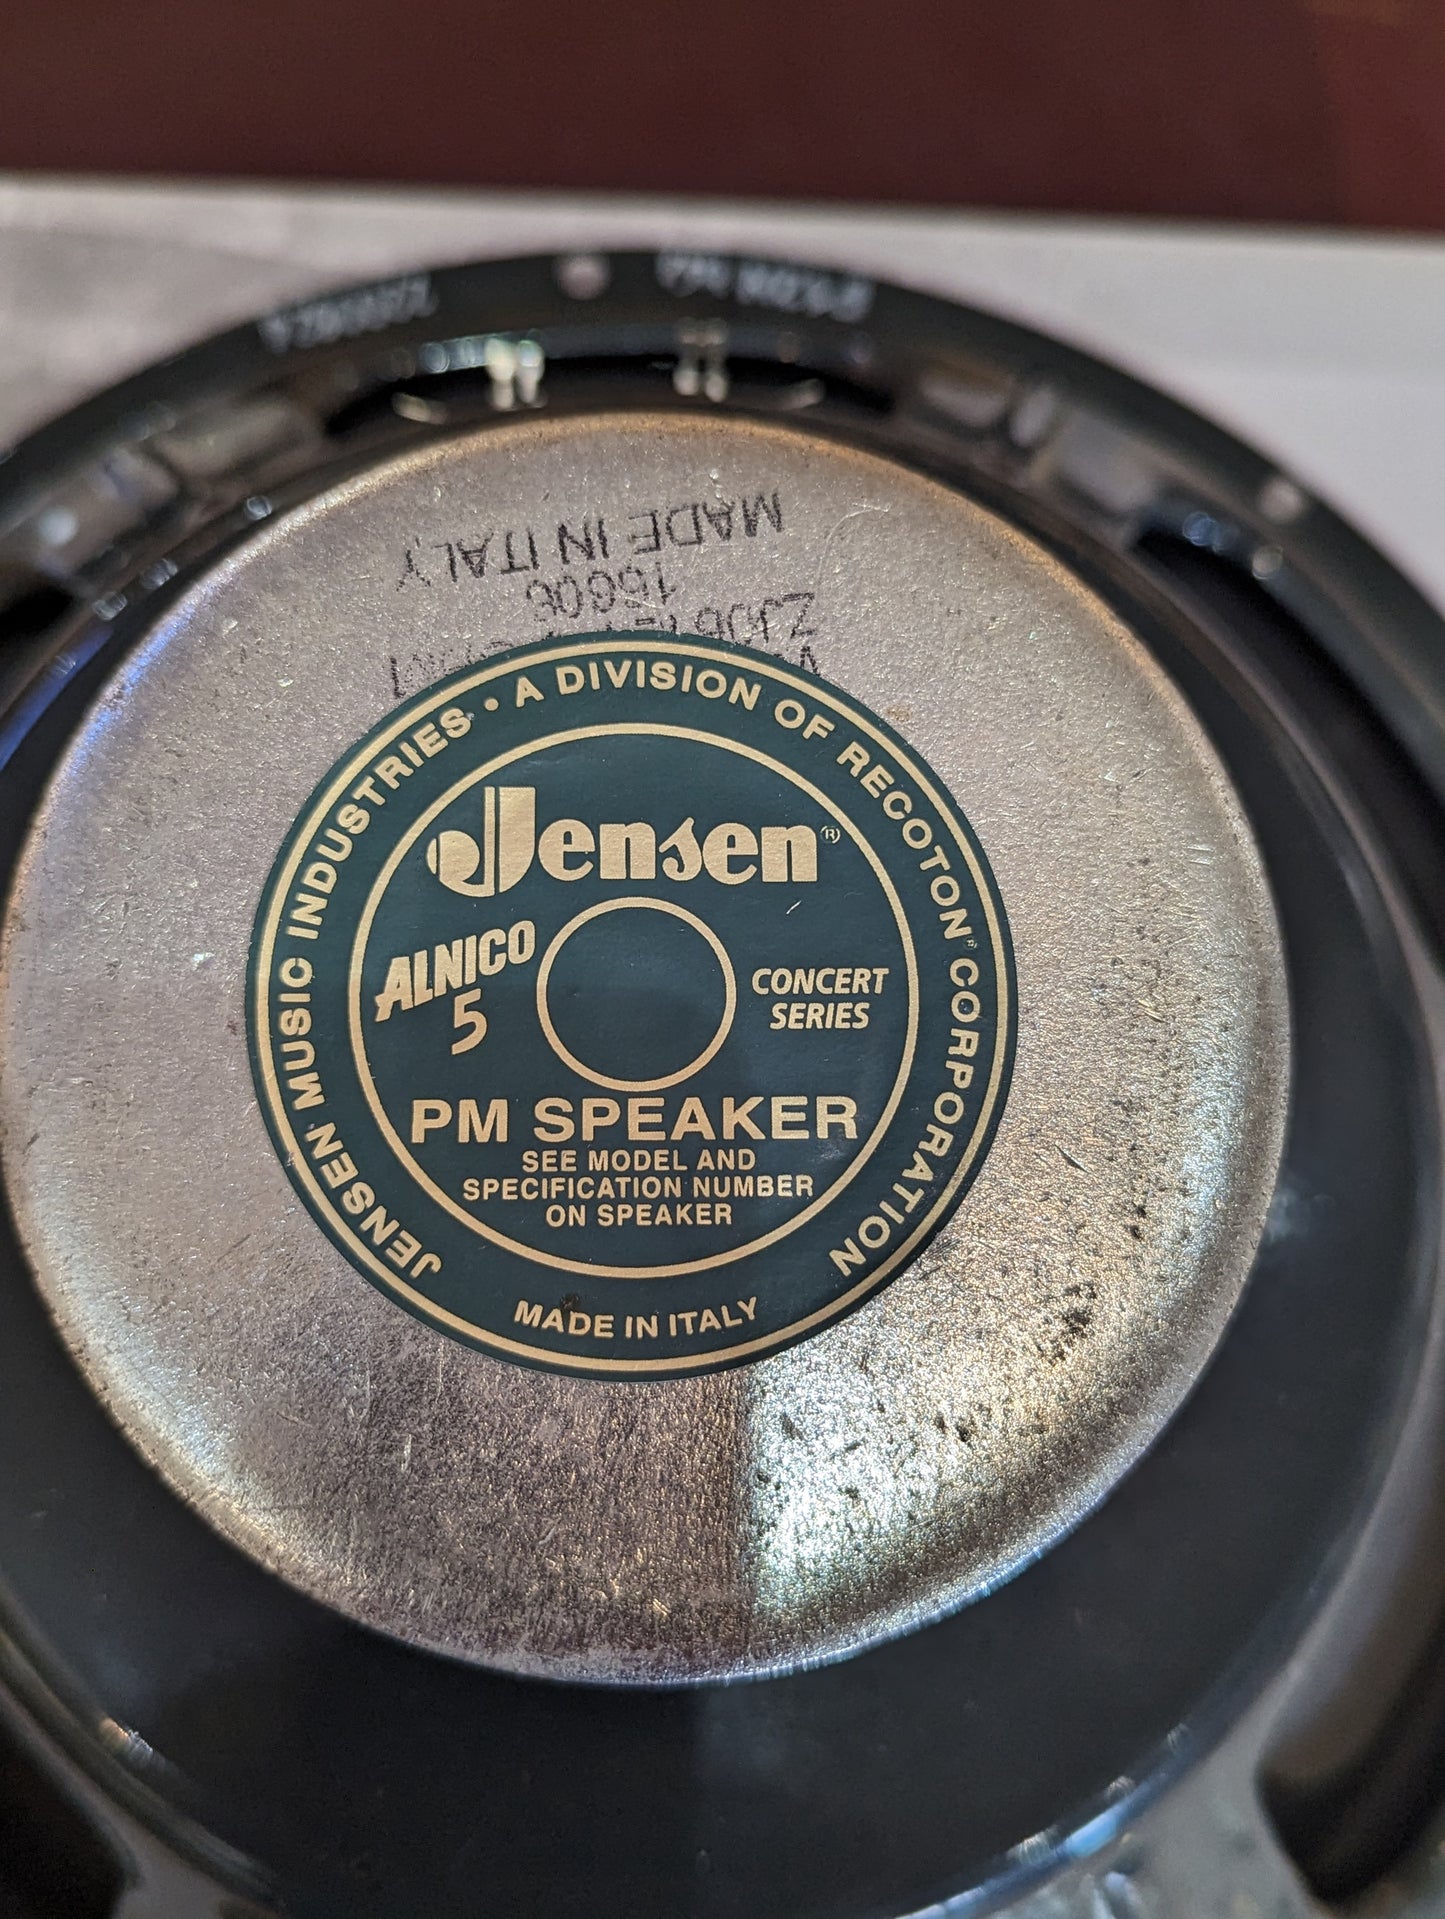 MADE IN ITALY
JENSEN MUSIC INDUSTRIES • A DIVISION OF RECOTON® CORPORATION
Jensen®
ALNICO
5
CONCERT
SERIES
PM SPEAKER
SEE MODEL AND
SPECIFICATION NUMBER
ON SPEAKER
MADE IN ITALY